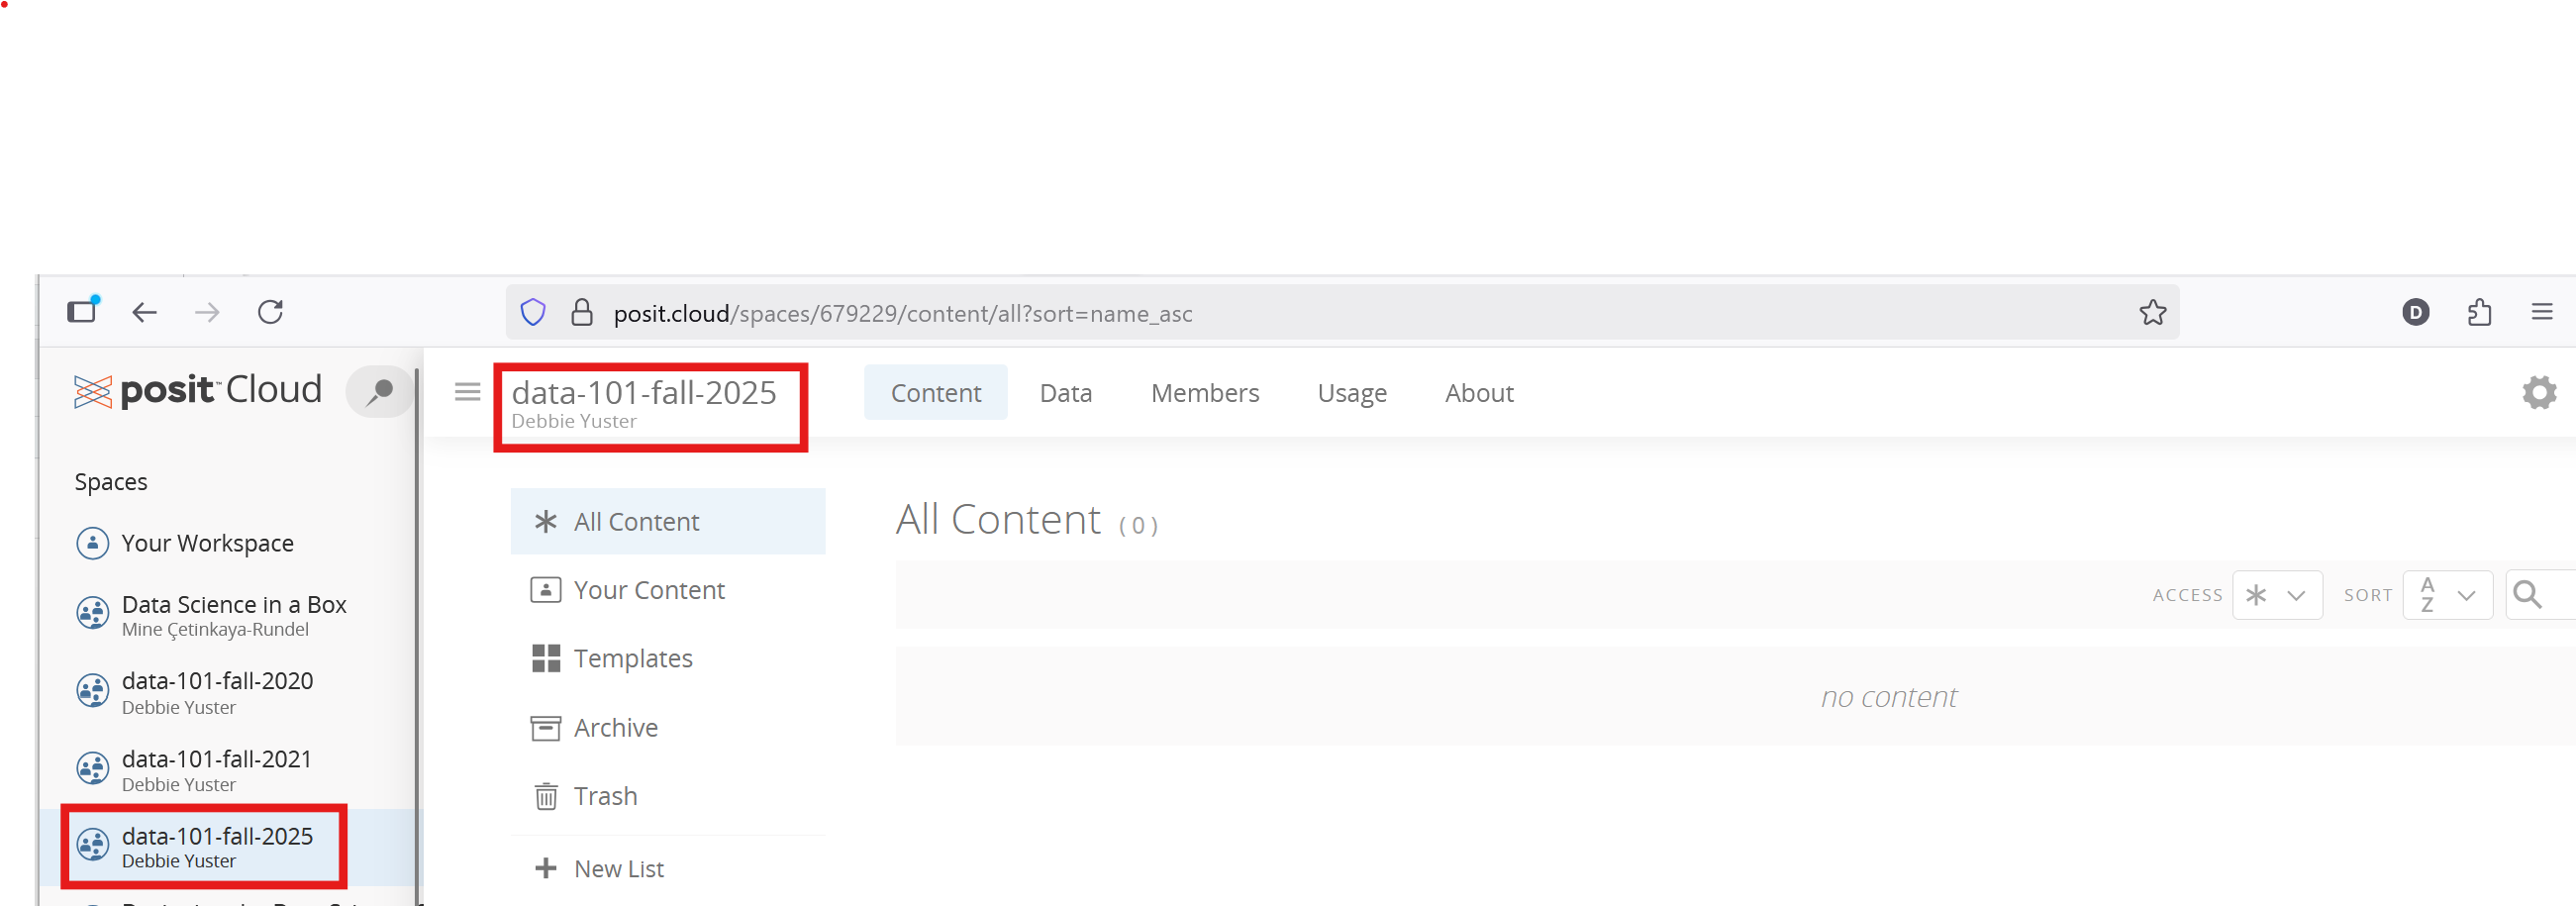 posit.cloud/spaces/679229/content/all?sort=name_asc
D
posit™ Cloud
data-101-fall-2025
Debbie Yuster
Content
Data
Members
Usage
About
Spaces
Your Workspace
Data Science in a Box
Mine Çetinkaya-Rundel
data-101-fall-2020
Debbie Yuster
data-101-fall-2021
Debbie Yuster
data-101-fall-2025
Debbie Yuster
All Content
Your Content
Templates
Archive
Trash
New List
All Content (0)
ACCESS
SORT
A
Z
no content